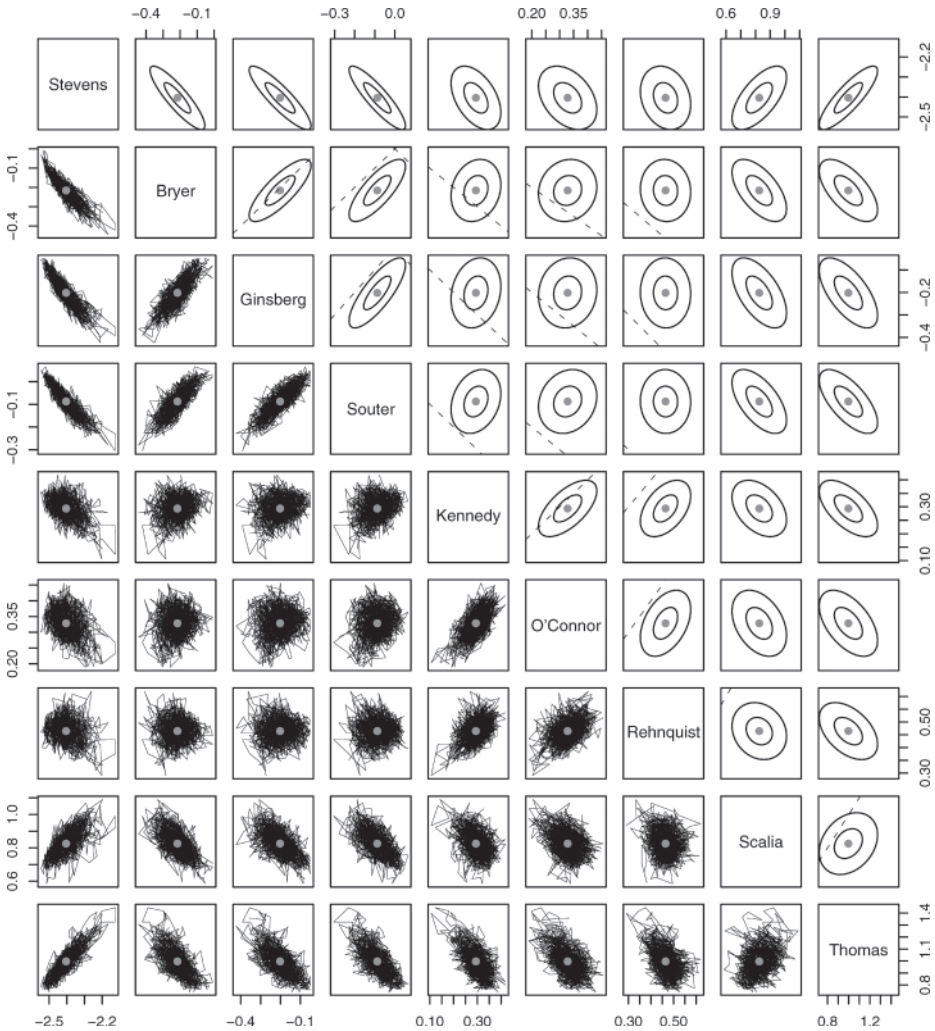 -0.4 -0.1
-0.3 0.0
0.20 0.35
0.6 0.9
Stevens
-2.5 -2.2
-0.4 -0.1
Bryer
Ginsberg
-0.4 -0.2
-0.3 -0.1
Souter
Kennedy
0.10 0.30
0.20 0.35
O'Connor
Rehnquist
0.30 0.50
0.6 0.8 1.0
Scalia
Thomas
0.8 1.1 1.4
-2.5 -2.2
-0.4 -0.1
0.10 0.30
0.30 0.50
0.8 1.2